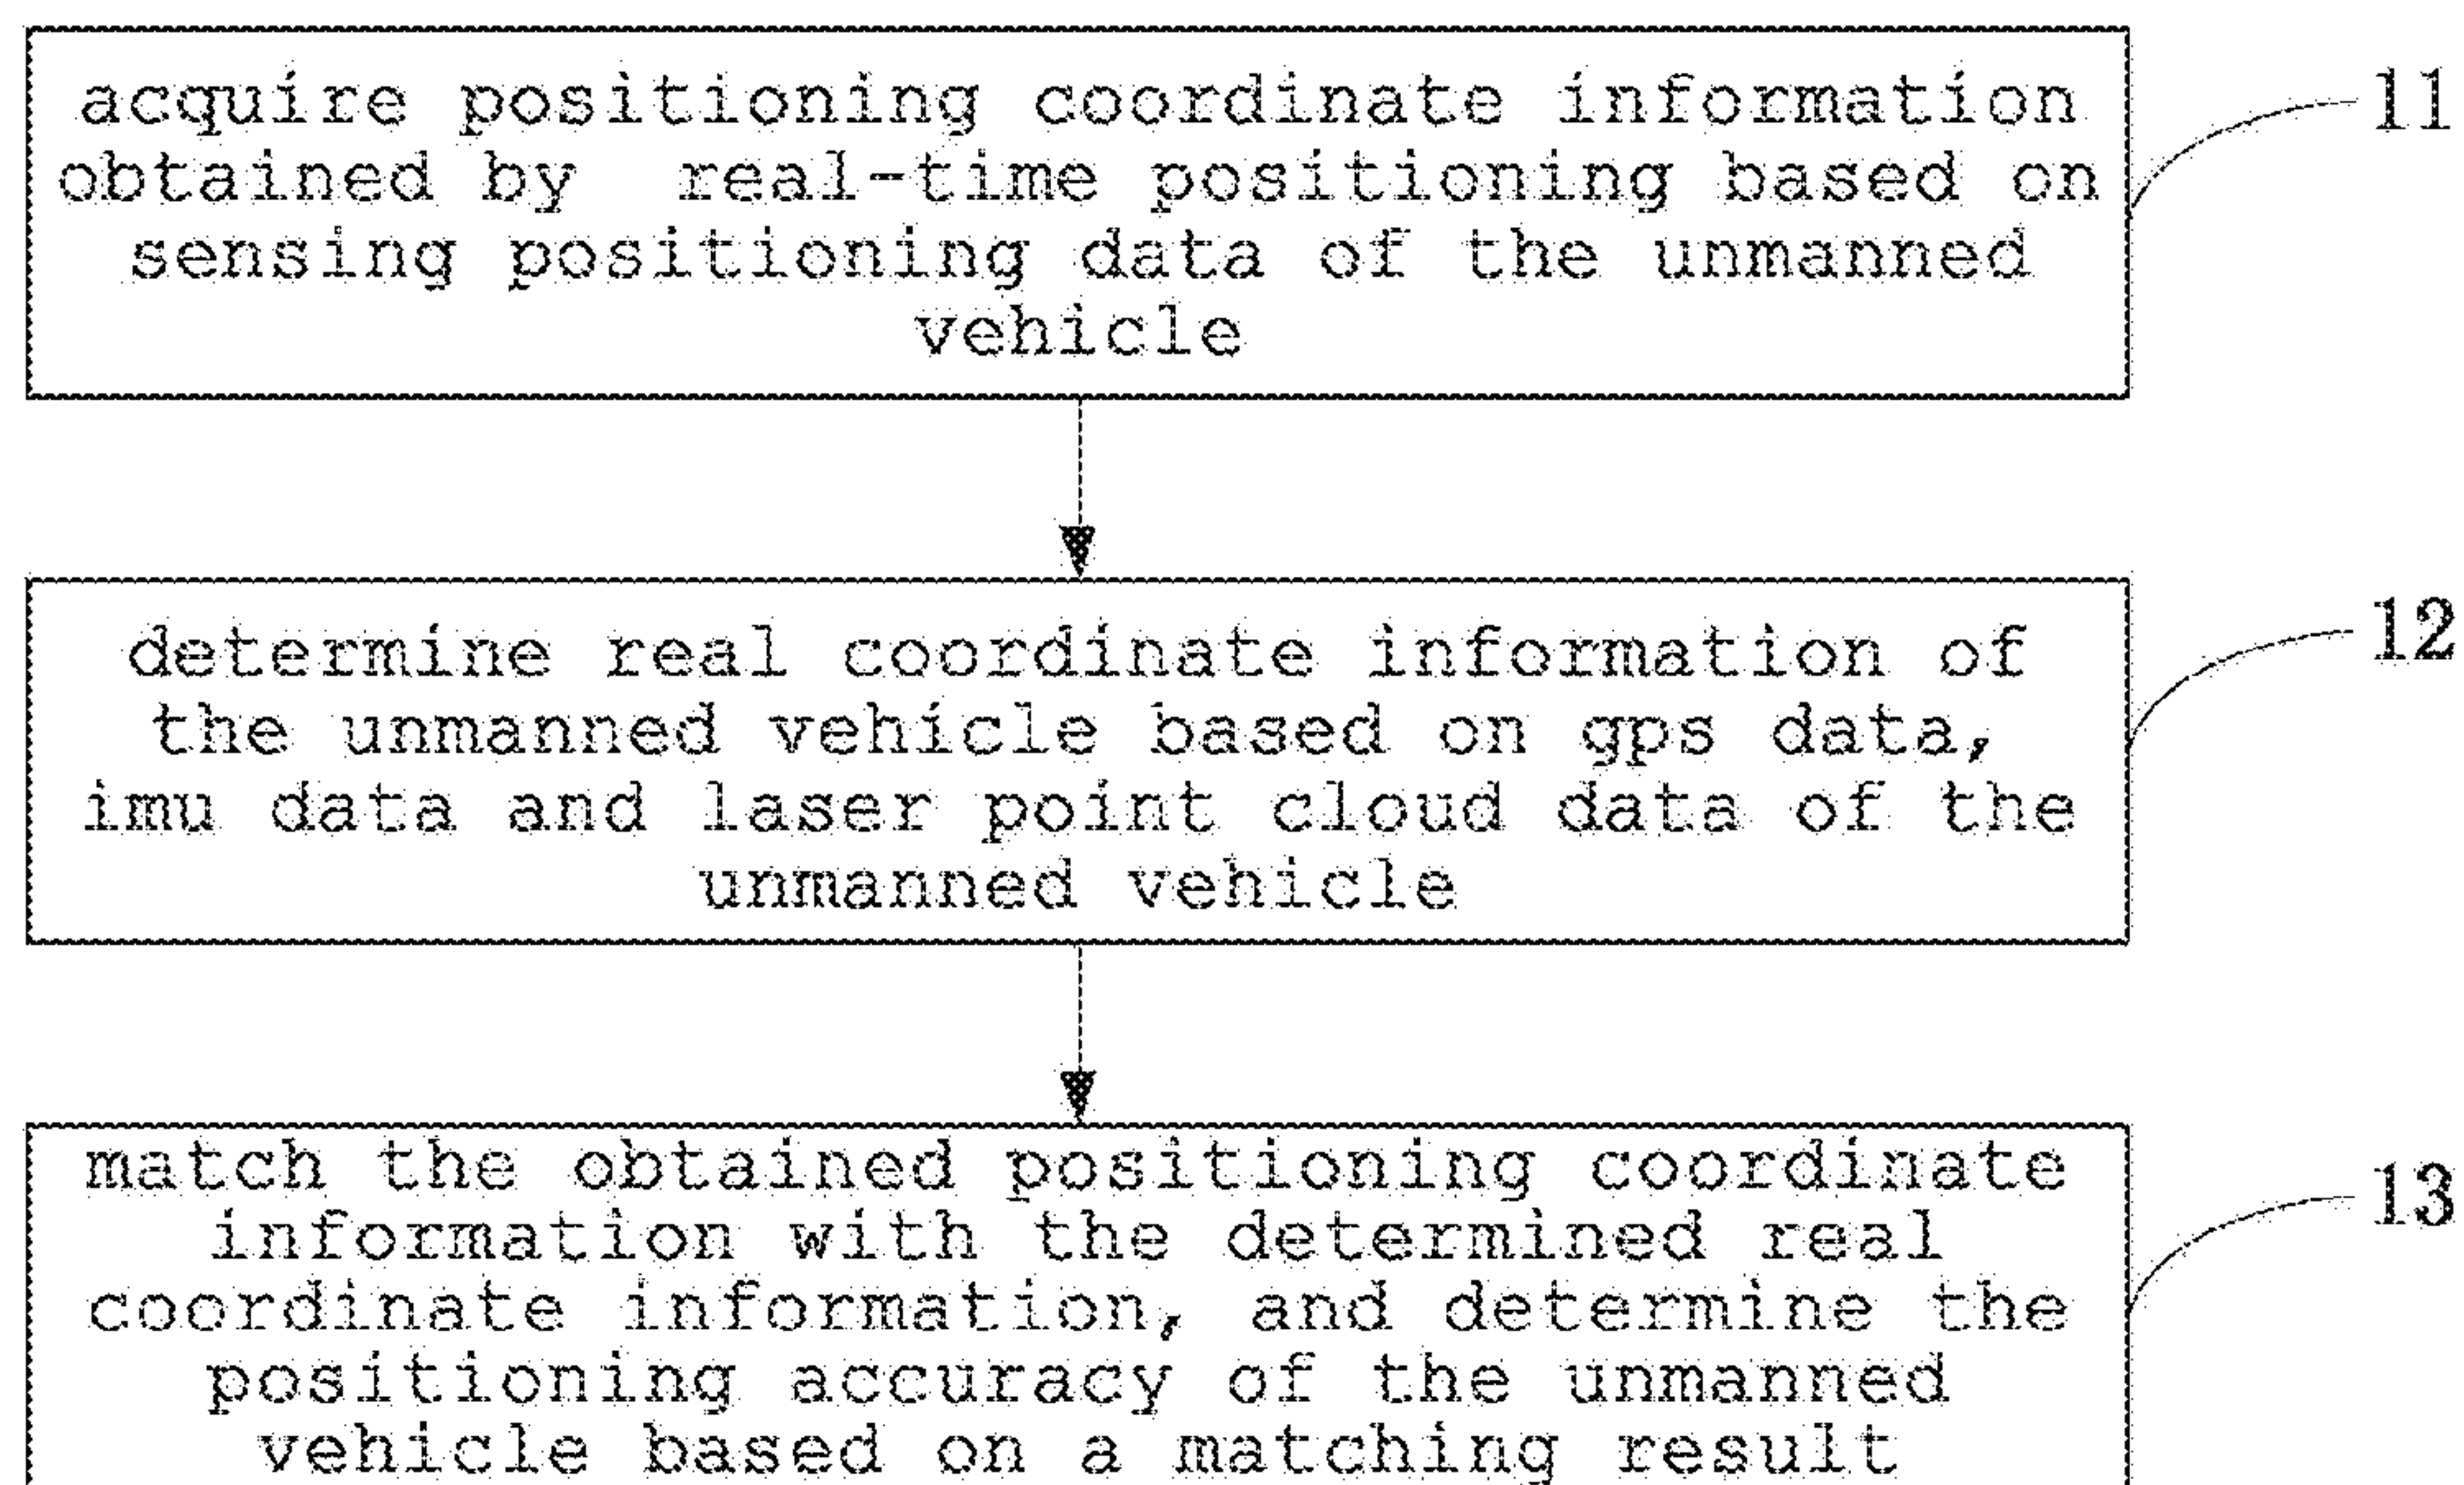 acquire positioning coordinate information
obtained by real-time positioning based on
sensing positioning data of the unmanned
vehicle
11
determine real coordinate information of
the unmanned vehicle based on gps data,
imu data and laser point cloud data of the
unmanned vehicle
12
match the obtained positioning coordinate
information with the determined real
coordinate information, and determine the
positioning accuracy of the unmanned
vehicle based on a matching result
13